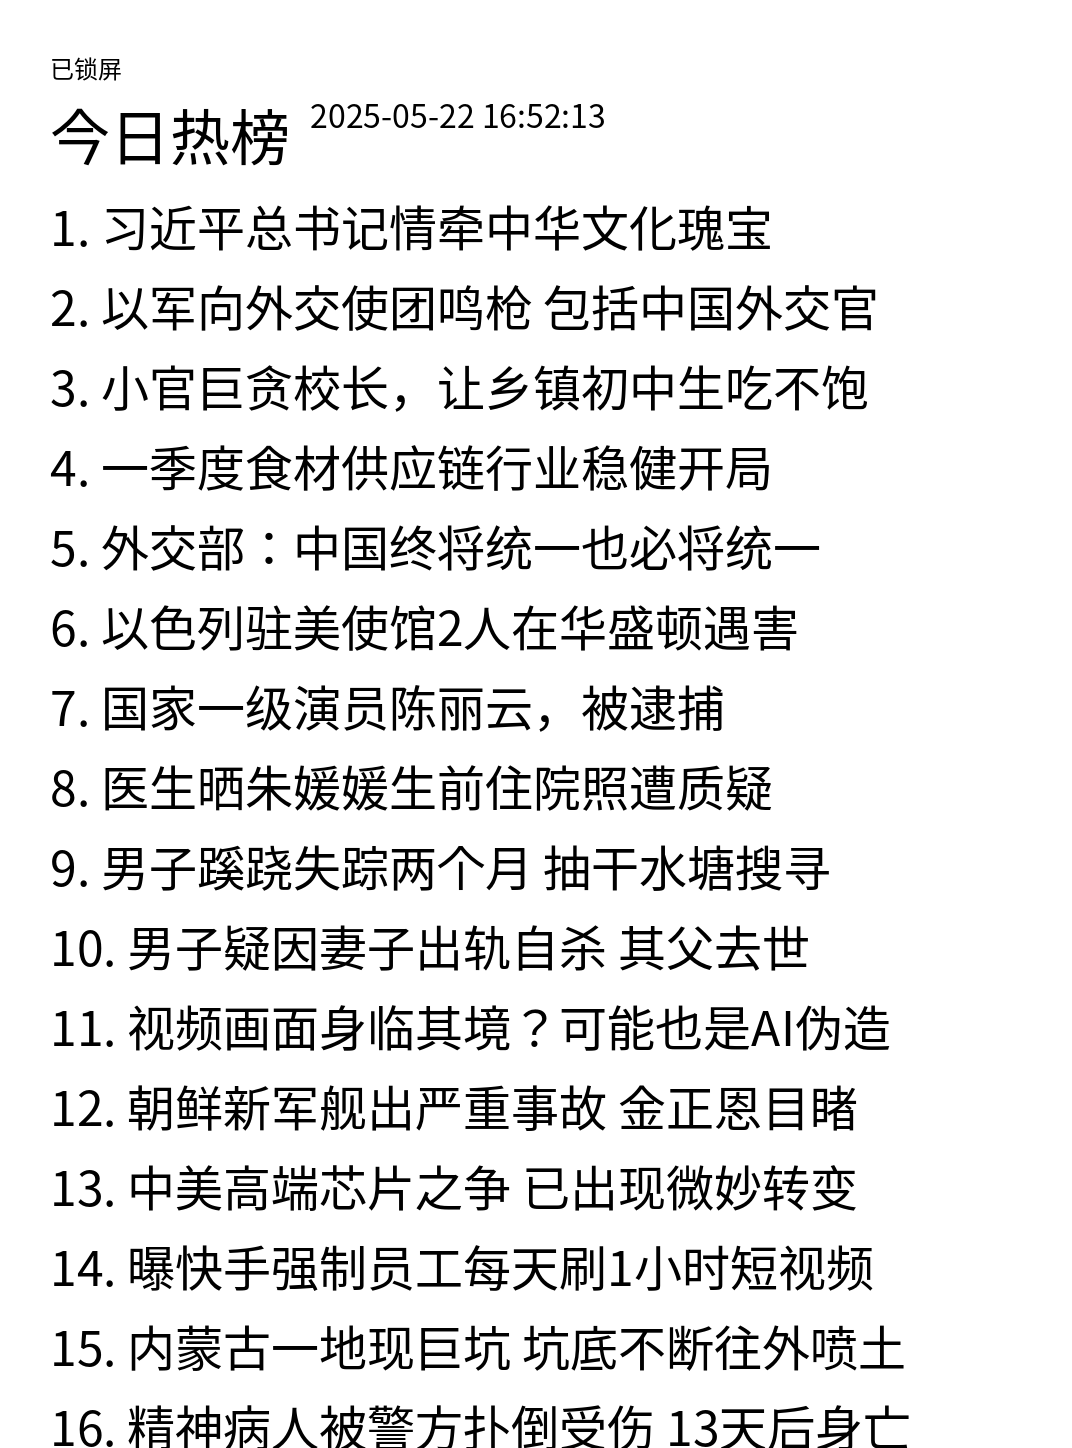 已锁屏
今日热榜 2025-05-22 16:52:13
1. 习近平总书记情牵中华文化瑰宝
2. 以军向外交使团鸣枪 包括中国外交官
3. 小官巨贪校长，让乡镇初中生吃不饱
4. 一季度食材供应链行业稳健开局
5. 外交部：中国终将统一也必将统一
6. 以色列驻美使馆2人在华盛顿遇害
7. 国家一级演员陈丽云，被逮捕
8. 医生晒朱媛媛生前住院照遭质疑
9. 男子蹊跷失踪两个月 抽干水塘搜寻
10. 男子疑因妻子出轨自杀 其父去世
11. 视频画面身临其境？可能也是AI伪造
12. 朝鲜新军舰出严重事故 金正恩目睹
13. 中美高端芯片之争 已出现微妙转变
14. 曝快手强制员工每天刷1小时短视频
15. 内蒙古一地现巨坑 坑底不断往外喷土
16. 精神病人被警方扑倒受伤 13天后身亡